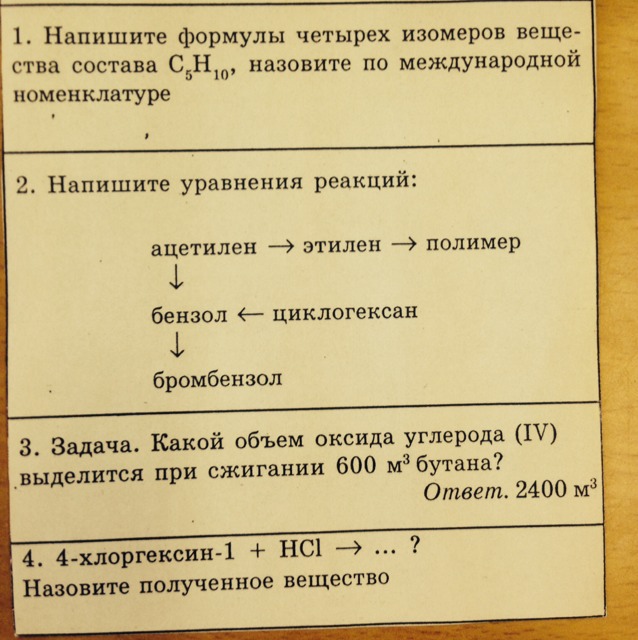 1. Напишите формулы четырех изомеров веще-
ства состава C₅H₁₀, назовите по международной
номенклатуре
2. Напишите уравнения реакций:
ацетилен → этилен → полимер
↓
бензол ← циклогексан
↓
бромбензол
3. Задача. Какой объем оксида углерода (IV)
выделится при сжигании 600 м³ бутана?
Ответ. 2400 м³
4. 4-хлоргексин-1 + HCl → ... ?
Назовите полученное вещество